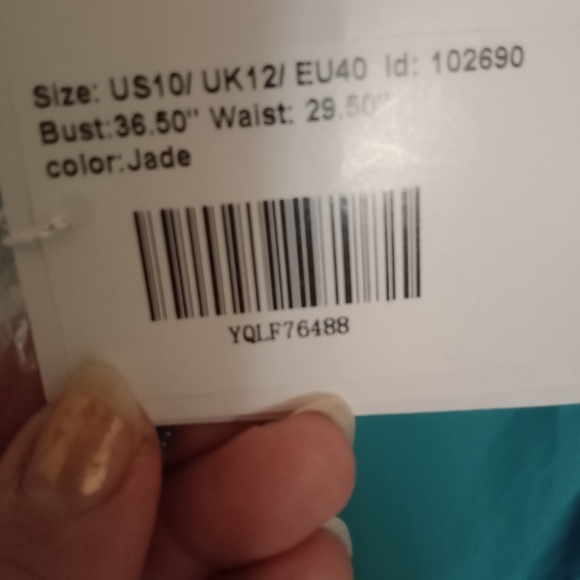 Size: US10/ UK12/ EU40 Id: 102690
Bust:36.50" Waist: 29.50"
color:Jade
YQLF76488